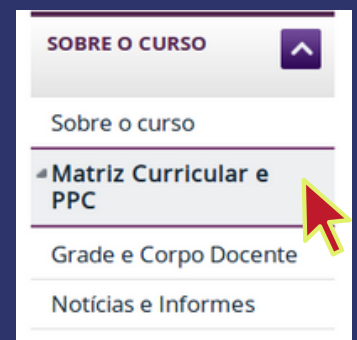 SOBRE O CURSO
Sobre o curso
Matriz Curricular e
PPC
Grade e Corpo Docente
Notícias e Informes